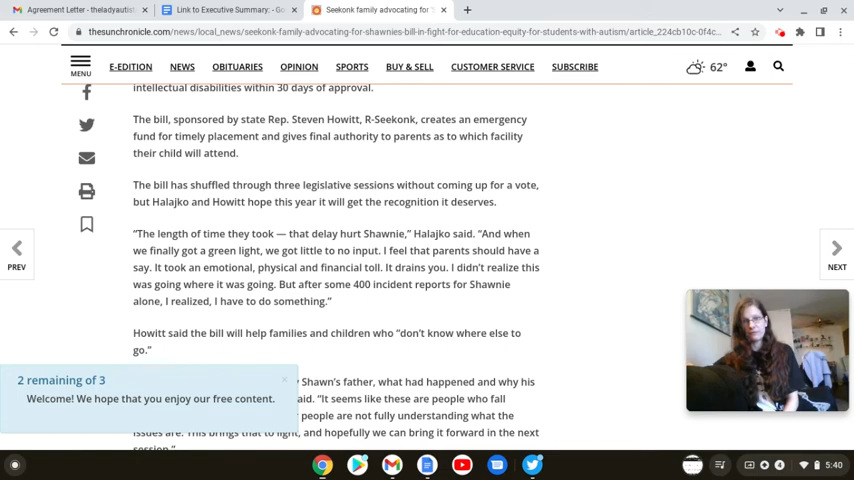 Agreement Letter - theladyautist
Link to Executive Summary: - Go
Seekonk family advocating for
thesunchronicle.com/news/local_news/seekonk-family-advocating-for-shawnies-bill-in-fight-for-education-equity-for-students-with-autism/article_224cb10c-0f4c...
MENU
E-EDITION NEWS OBITUARIES OPINION SPORTS BUY & SELL CUSTOMER SERVICE SUBSCRIBE
62°
intellectual disabilities within 30 days of approval.
The bill, sponsored by state Rep. Steven Howitt, R-Seekonk, creates an emergency
fund for timely placement and gives final authority to parents as to which facility
their child will attend.
The bill has shuffled through three legislative sessions without coming up for a vote,
but Halajko and Howitt hope this year it will get the recognition it deserves.
PREV
NEXT
“The length of time they took — that delay hurt Shawnie,” Halajko said. “And when
we finally got a green light, we got little to no input. I feel that parents should have a
say. It took an emotional, physical and financial toll. It drains you. I didn’t realize this
was going where it was going. But after some 400 incident reports for Shawnie
alone, I realized, I have to do something.”
Howitt said the bill will help families and children who “don’t know where else to
go.”
2 remaining of 3
×
Welcome! We hope that you enjoy our free content.
Shawn’s father, what had happened and why his
aid. “It seems like these are people who fall
people are not fully understanding what the
issues are. This brings that to light, and hopefully we can bring it forward in the next
session.”
4
5:40